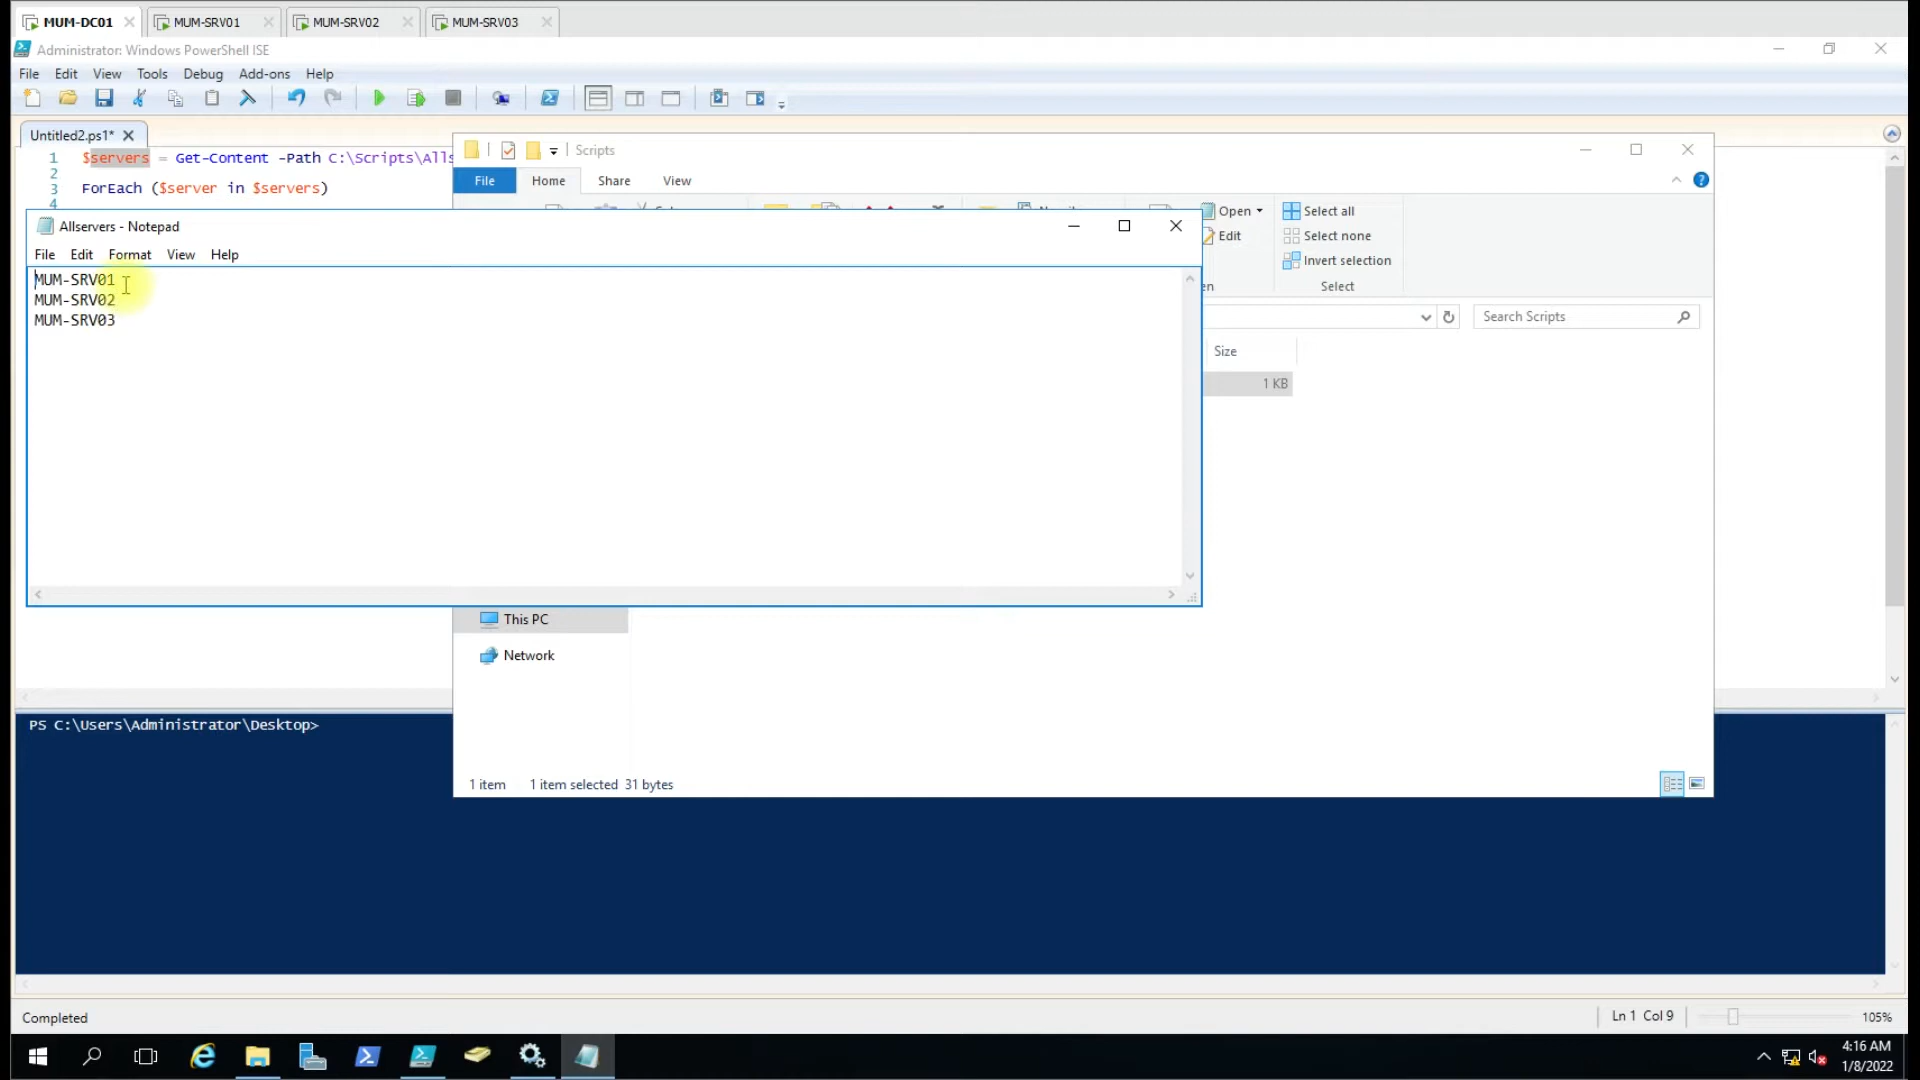 MUM-DC01
MUM-SRV01
MUM-SRV02
MUM-SRV03
Administrator: Windows PowerShell ISE
File Edit View Tools Debug Add-ons Help
Untitled2.ps1*
1 $servers = Get-Content -Path C:\Scripts\Alls
2
3 ForEach ($server in $servers)
4
Scripts
File Home Share View
Open
Edit
Select all
Select none
Invert selection
Select
Search Scripts
Size
1 KB
Allservers - Notepad
File Edit Format View Help
MUM-SRV01
MUM-SRV02
MUM-SRV03
This PC
Network
1 item 1 item selected 31 bytes
PS C:\Users\Administrator\Desktop>
Completed
Ln 1 Col 9
105%
4:16 AM
1/8/2022